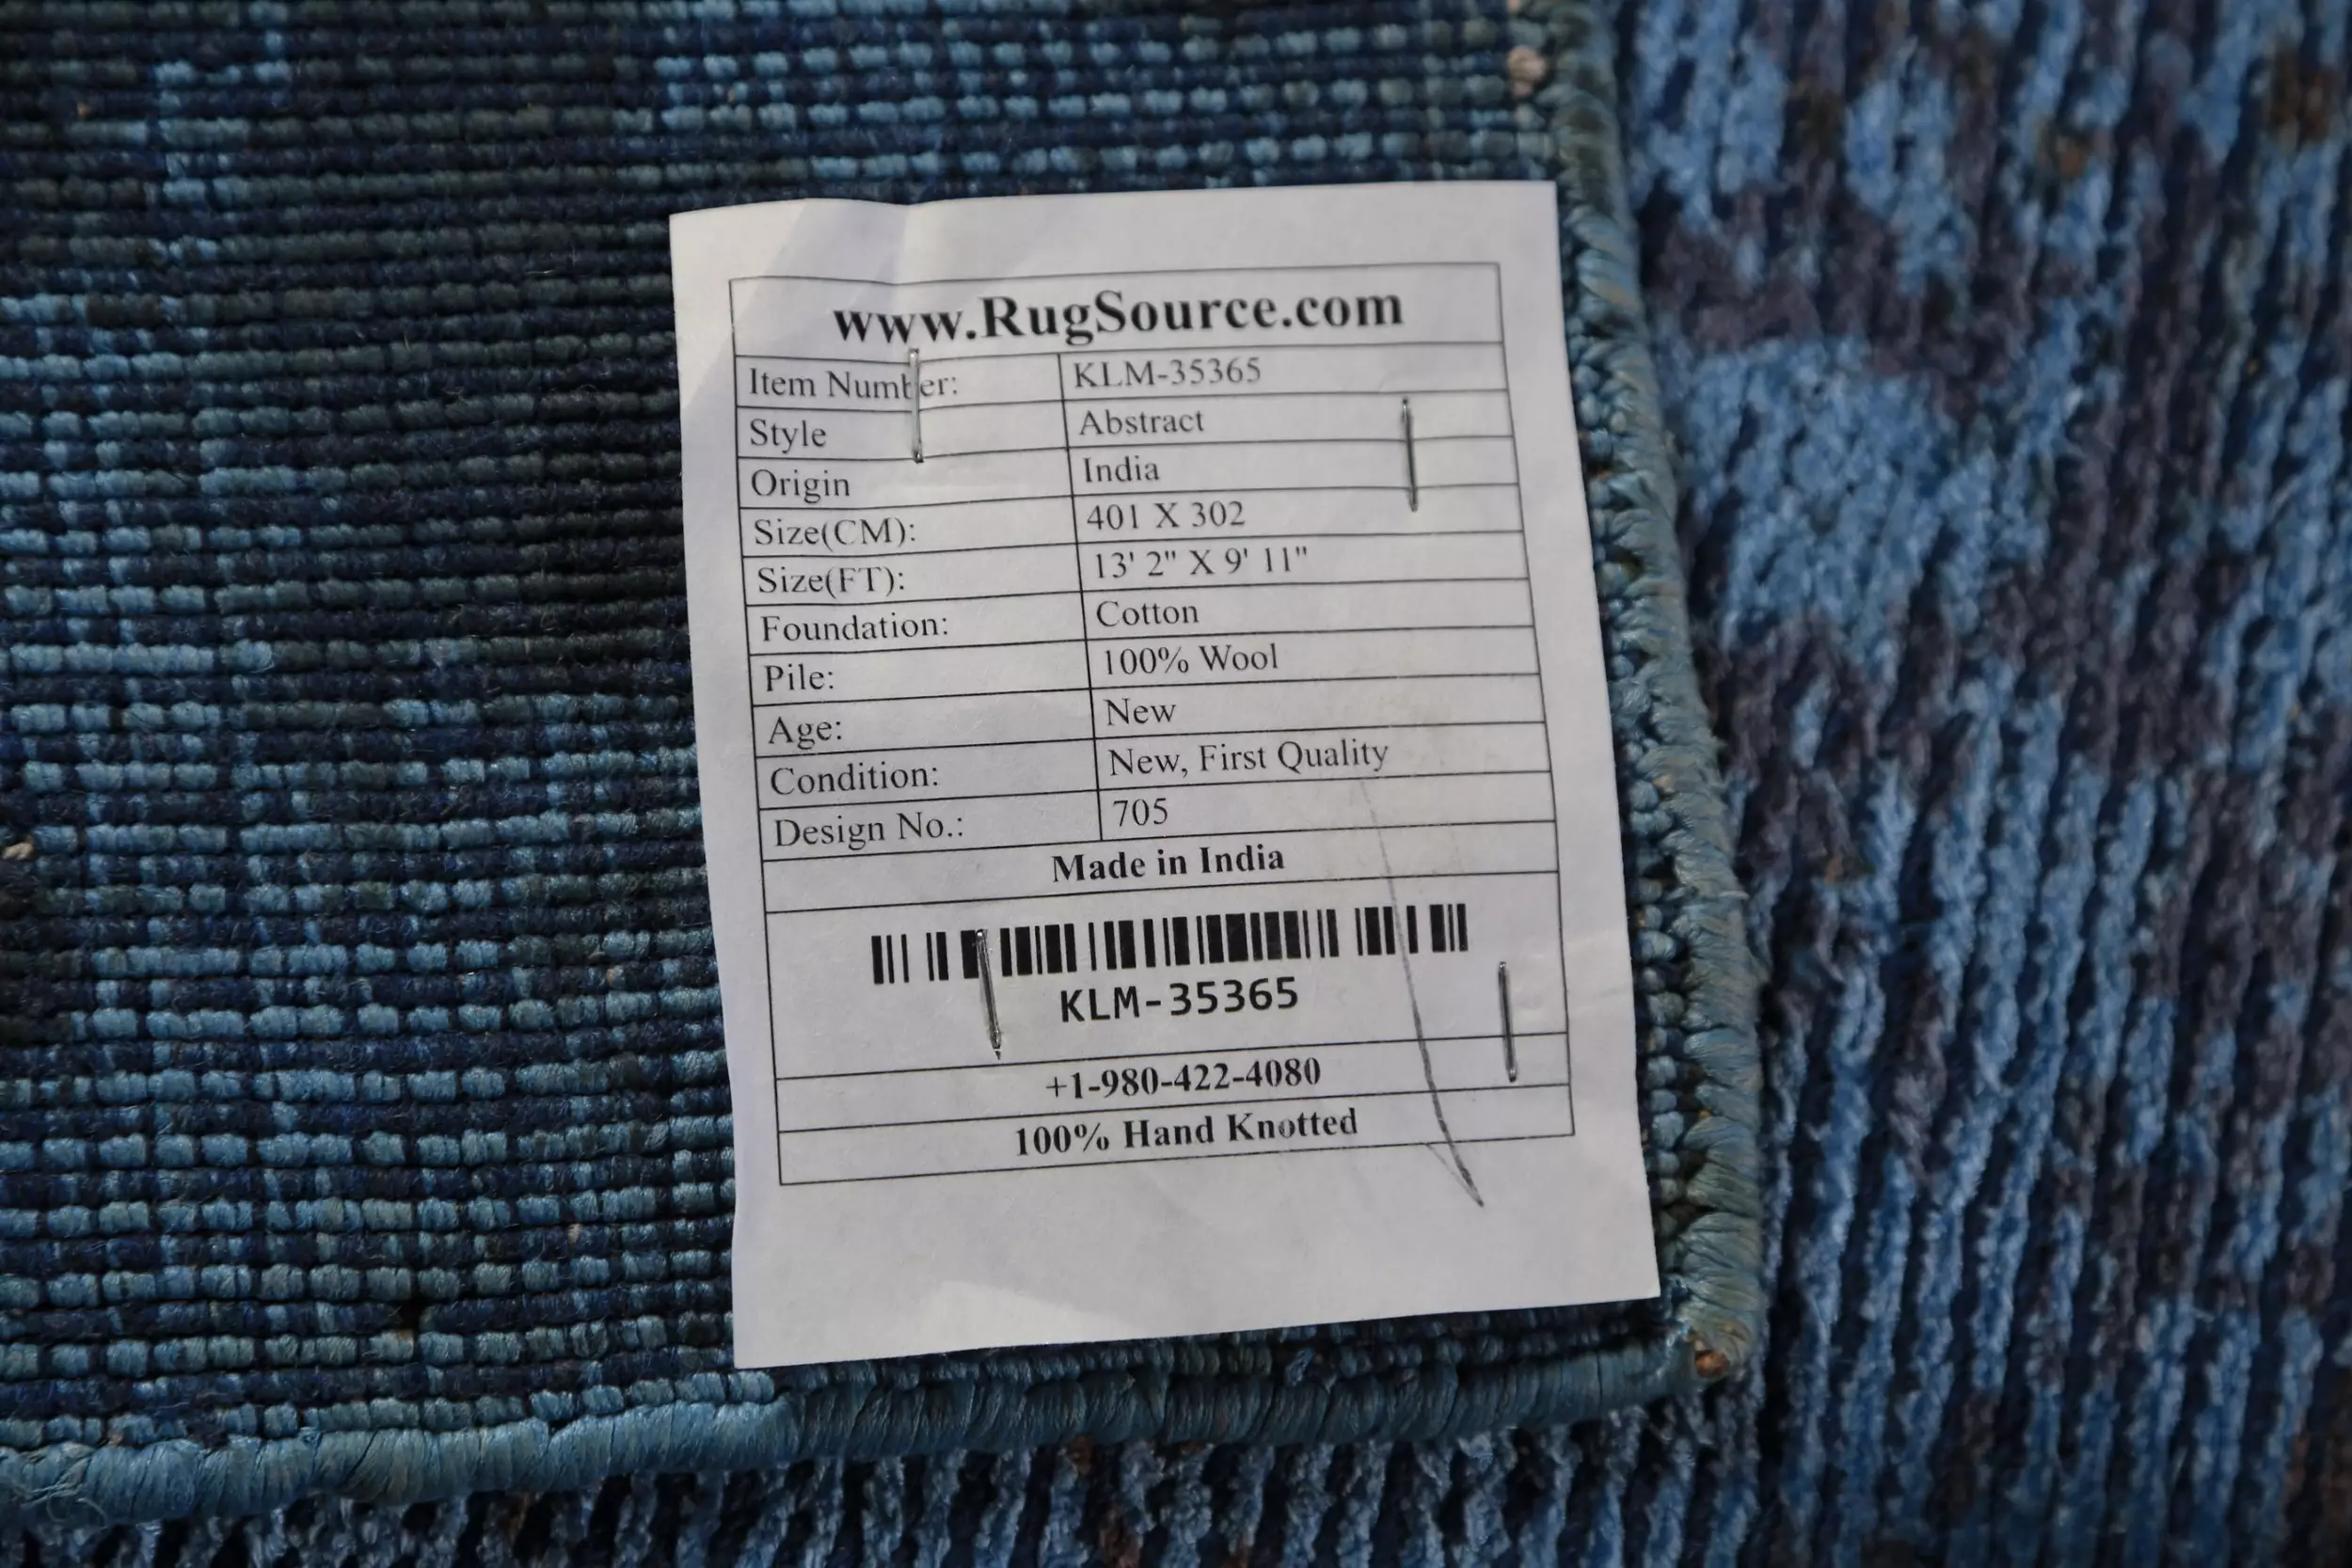 www.RugSource.com
Item Number: KLM-35365
Style Abstract
Origin India
Size(CM): 401 X 302
Size(FT): 13' 2" X 9' 11"
Foundation: Cotton
Pile: 100% Wool
Age: New
Condition: New, First Quality
Design No.: 705
Made in India
KLM-35365
+1-980-422-4080
100% Hand Knotted